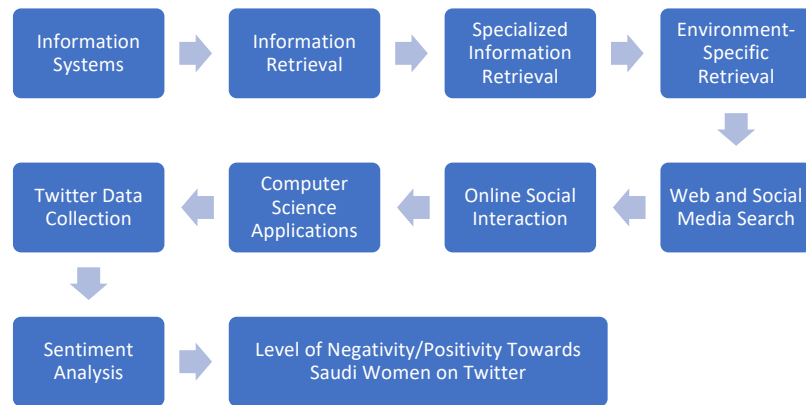 Information
Systems
Information
Retrieval
Specialized
Information
Retrieval
Environment-
Specific
Retrieval
Web and Social
Media Search
Online Social
Interaction
Computer
Science
Applications
Twitter Data
Collection
Sentiment
Analysis
Level of Negativity/Positivity Towards
Saudi Women on Twitter